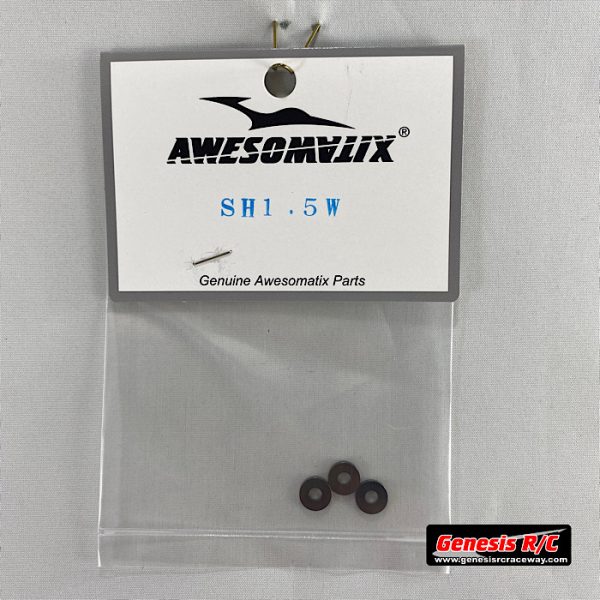 AWESOMATIX®
SH1.5W
Genuine Awesomatix Parts
Genesis R/C
www.genesisrcraceway.com